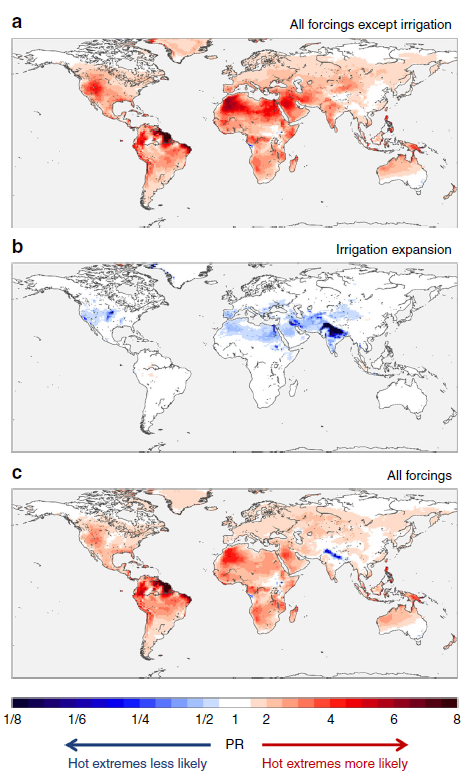 a
All forcings except irrigation
b
Irrigation expansion
c
All forcings
1/8 1/6 1/4 1/2 1 2 4 6 8
PR
Hot extremes less likely
Hot extremes more likely